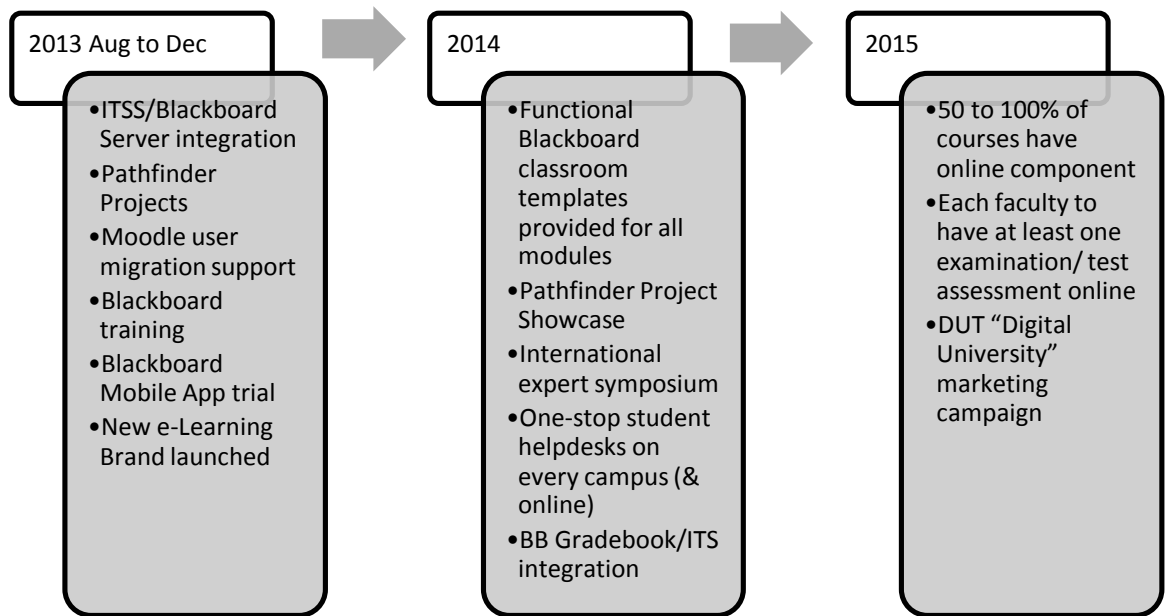 2013 Aug to Dec
•ITSS/Blackboard
Server integration
•Pathfinder
Projects
•Moodle user
migration support
•Blackboard
training
•Blackboard
Mobile App trial
•New e-Learning
Brand launched
2014
•Functional
Blackboard
classroom
templates
provided for all
modules
•Pathfinder Project
Showcase
•International
expert symposium
•One-stop student
helpdesks on
every campus (&
online)
•BB Gradebook/ITS
integration
2015
•50 to 100% of
courses have
online component
•Each faculty to
have at least one
examination/ test
assessment online
•DUT “Digital
University”
marketing
campaign